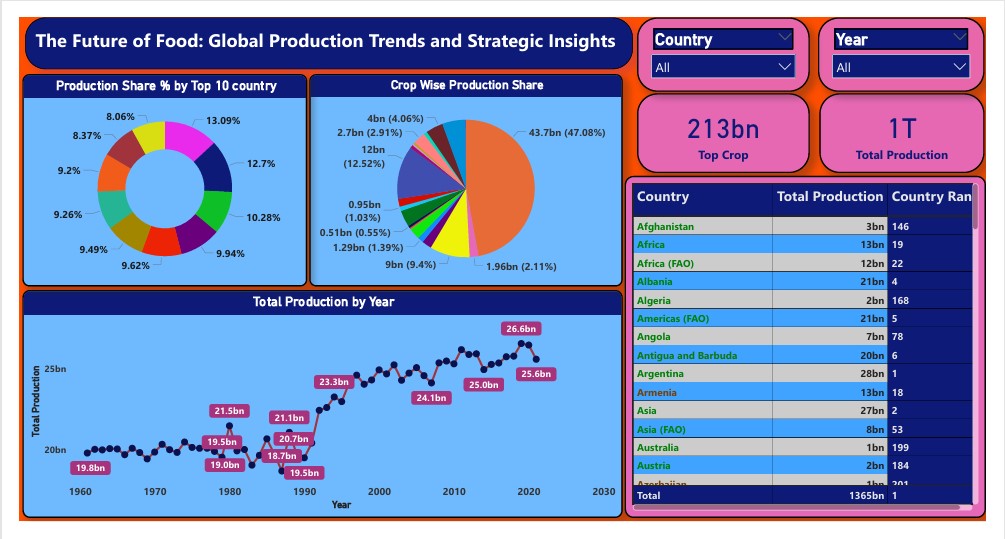 The Future of Food: Global Production Trends and Strategic Insights
Country
All
Year
All
213bn
Top Crop
1T
Total Production
Production Share % by Top 10 country
13.09%
12.7%
10.28%
9.94%
9.62%
9.49%
9.26%
9.2%
8.37%
8.06%
Crop Wise Production Share
43.7bn (47.08%)
1.96bn (2.11%)
9bn (9.4%)
1.29bn (1.39%)
0.51bn (0.55%)
0.95bn
(1.03%)
12bn
(12.52%)
2.7bn (2.91%)
4bn (4.06%)
Total Production by Year
Total Production
25bn
20bn
19.8bn
21.5bn
19.5bn
19.0bn
21.1bn
20.7bn
18.7bn
19.5bn
23.3bn
24.1bn
25.0bn
26.6bn
25.6bn
1960 1970 1980 1990 2000 2010 2020 2030
Year
Country Total Production Country Ran
Afghanistan 3bn 146
Africa 13bn 19
Africa (FAO) 12bn 22
Albania 21bn 4
Algeria 2bn 168
Americas (FAO) 21bn 5
Angola 7bn 78
Antigua and Barbuda 20bn 6
Argentina 28bn 1
Armenia 13bn 18
Asia 27bn 2
Asia (FAO) 8bn 53
Australia 1bn 199
Austria 2bn 184
Azerbaijan 1bn 201
Total 1365bn 1